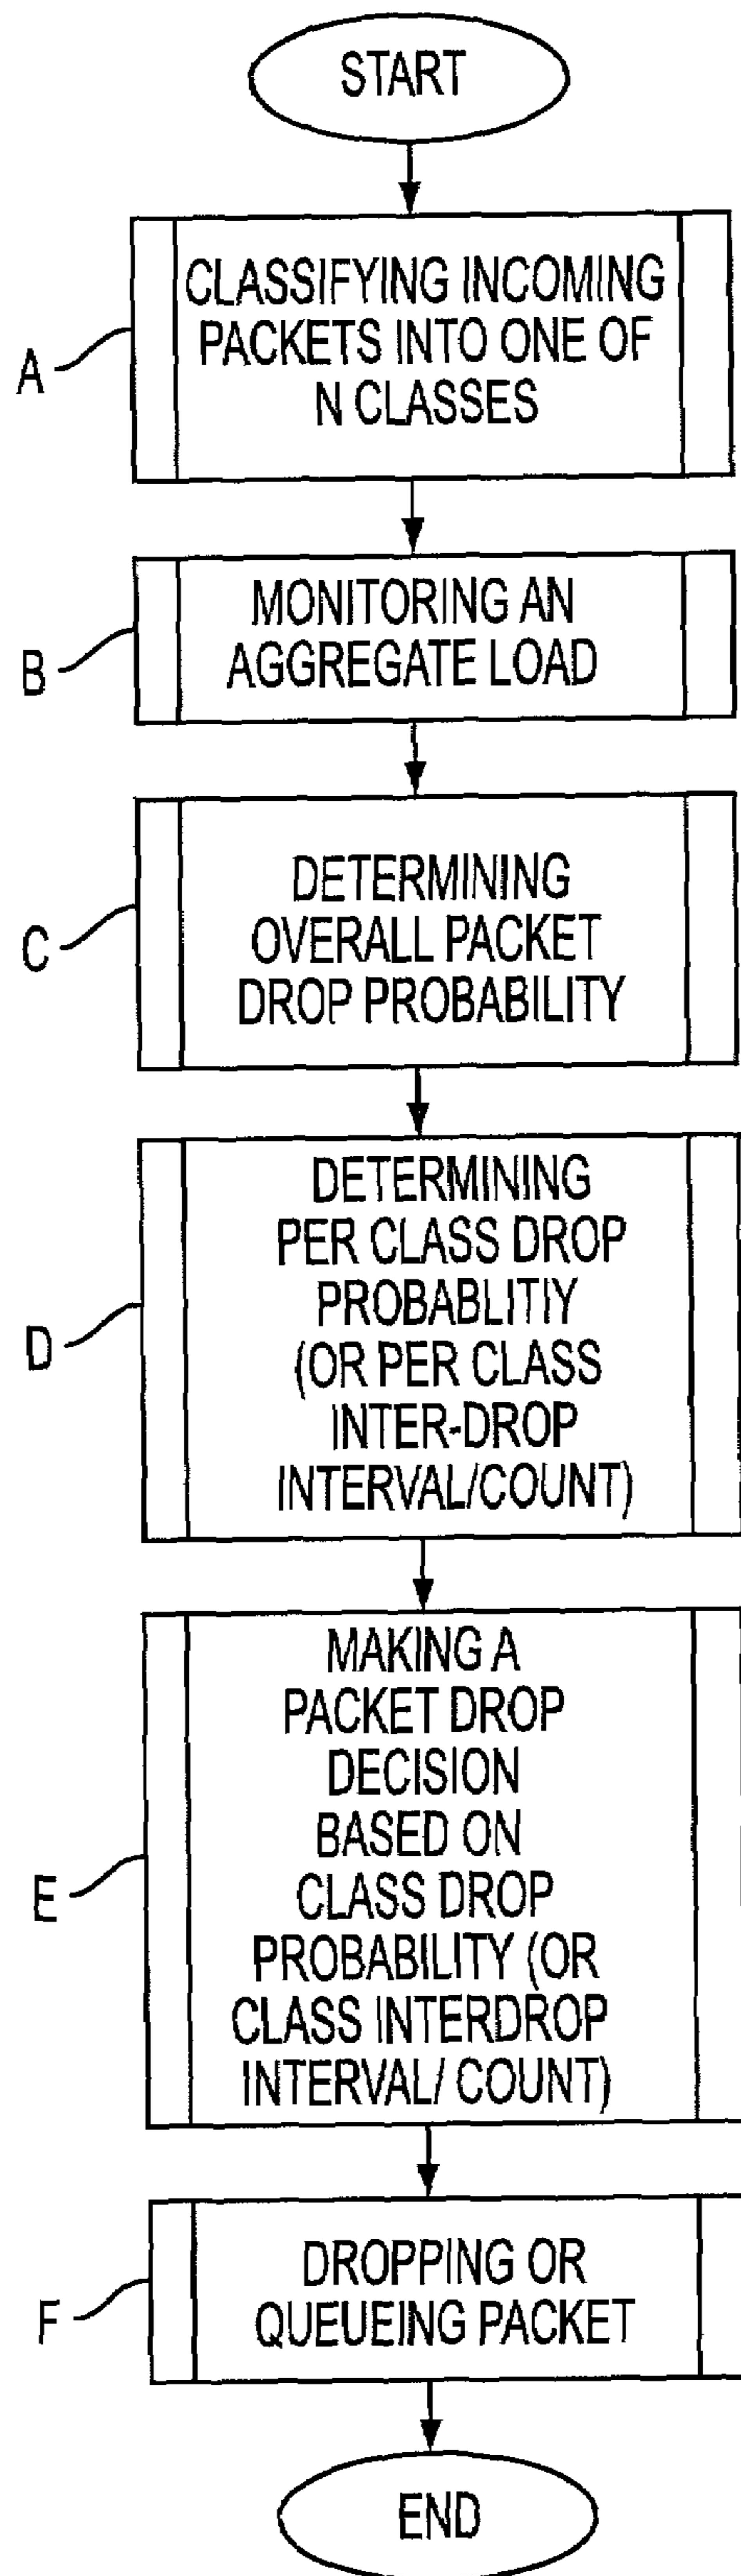 START
A
CLASSIFYING INCOMING
PACKETS INTO ONE OF
N CLASSES
B
MONITORING AN
AGGREGATE LOAD
C
DETERMINING
OVERALL PACKET
DROP PROBABILITY
D
DETERMINING
PER CLASS DROP
PROBABLITIY
(OR PER CLASS
INTER-DROP
INTERVAL/COUNT)
E
MAKING A
PACKET DROP
DECISION
BASED ON
CLASS DROP
PROBABILITY (OR
CLASS INTERDROP
INTERVAL/ COUNT)
F
DROPPING OR
QUEUEING PACKET
END